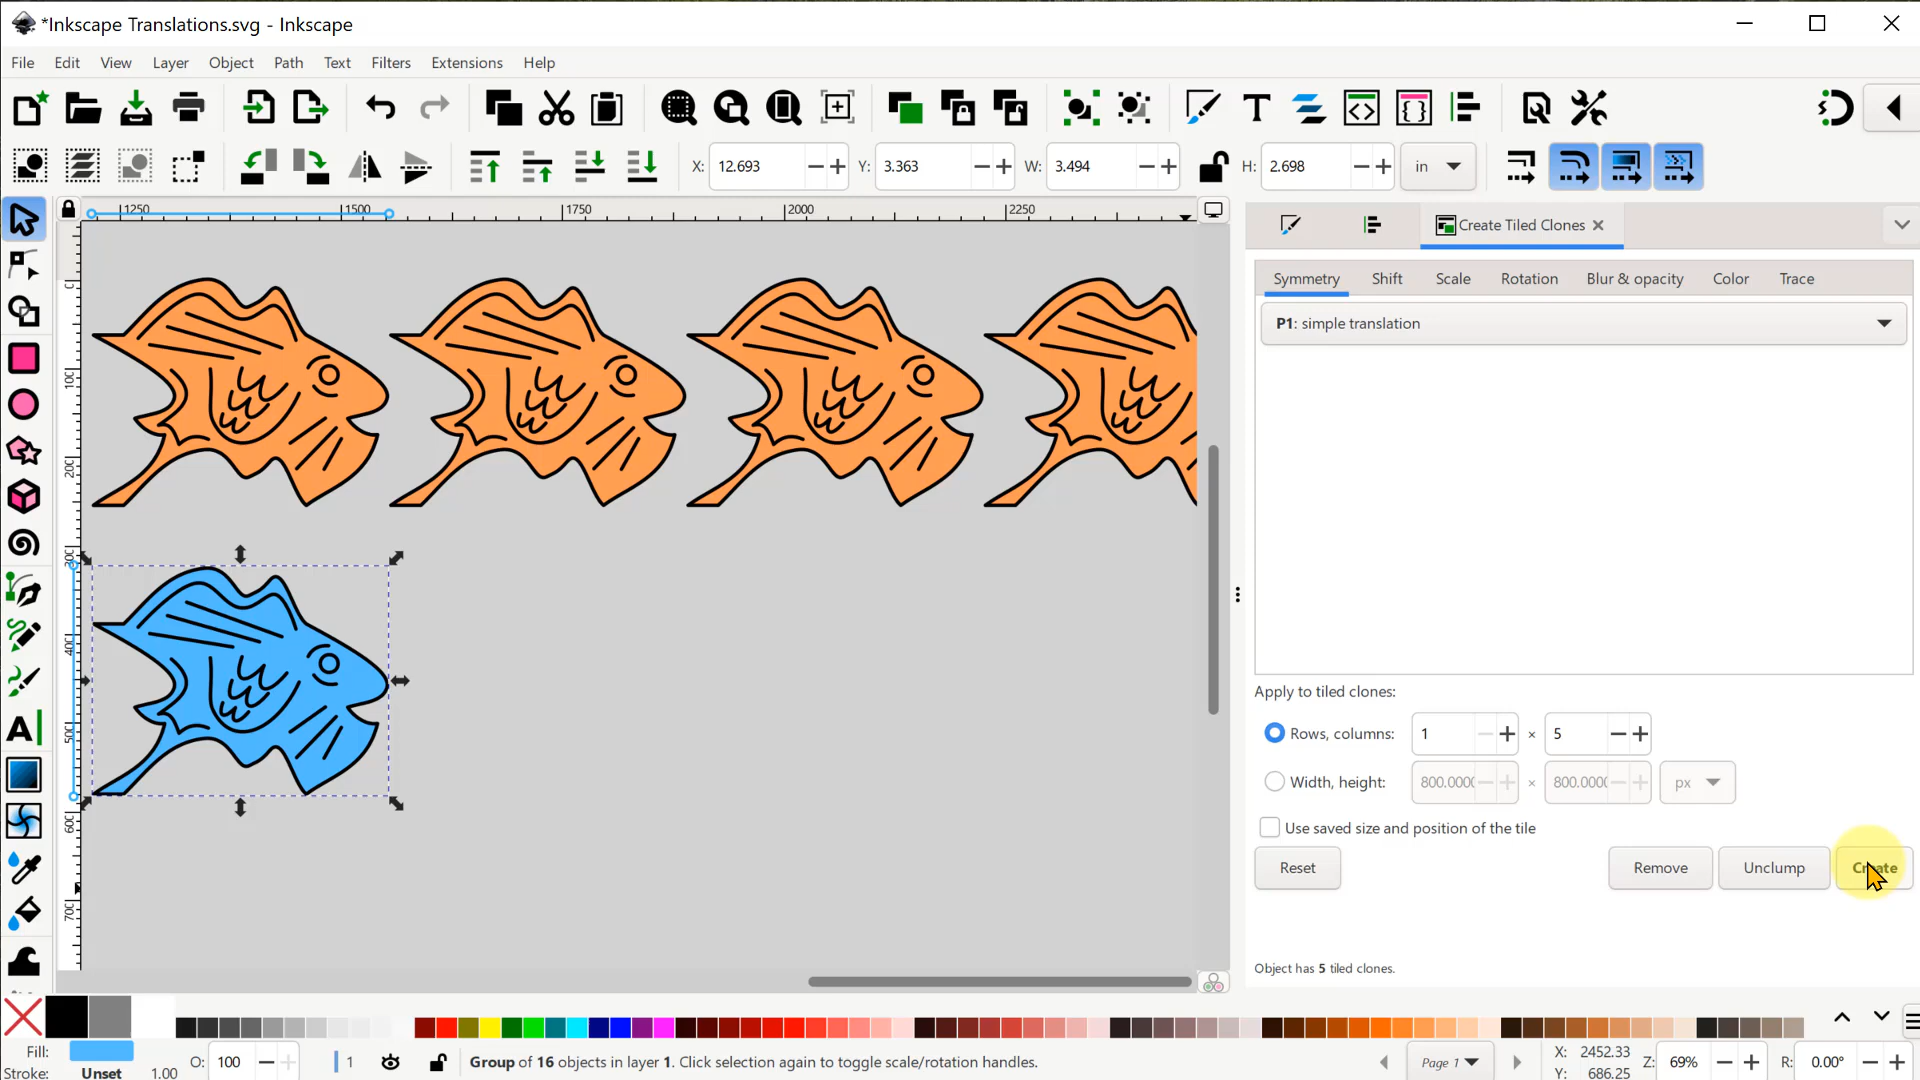 *Inkscape Translations.svg - Inkscape
File Edit View Layer Object Path Text Filters Extensions Help
X: 12.693 Y: 3.363 W: 3.494 H: 2.698 in
1250 1500 1750 2000 2250
Create Tiled Clones
Symmetry Shift Scale Rotation Blur & opacity Color Trace
P1: simple translation
Apply to tiled clones:
Rows, columns: 1 × 5
Width, height: 800.000 × 800.000 px
Use saved size and position of the tile
Reset Remove Unclump Create
Object has 5 tiled clones.
Fill: O: 100 1 Group of 16 objects in layer 1. Click selection again to toggle scale/rotation handles. Page 1 X: 2452.33 Z: 69% R: 0.00°
Stroke: Unset 1.00 Y: 686.25